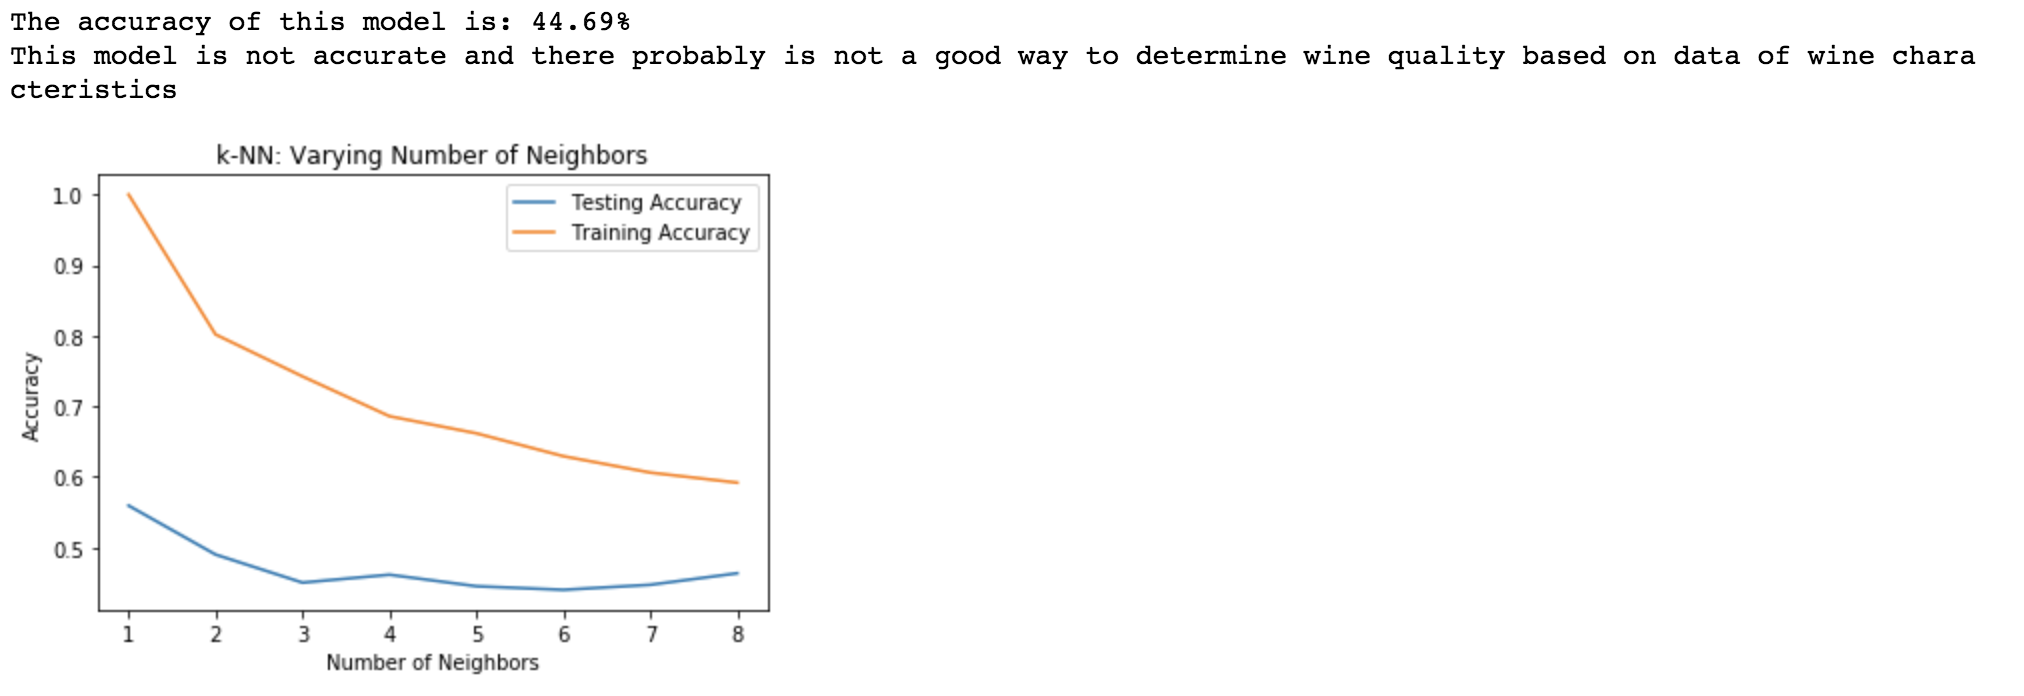 The accuracy of this model is: 44.69%
This model is not accurate and there probably is not a good way to determine wine quality based on data of wine chara
cteristics
k-NN: Varying Number of Neighbors
Testing Accuracy
Training Accuracy
1.0
0.9
0.8
0.7
0.6
0.5
Accuracy
1 2 3 4 5 6 7 8
Number of Neighbors